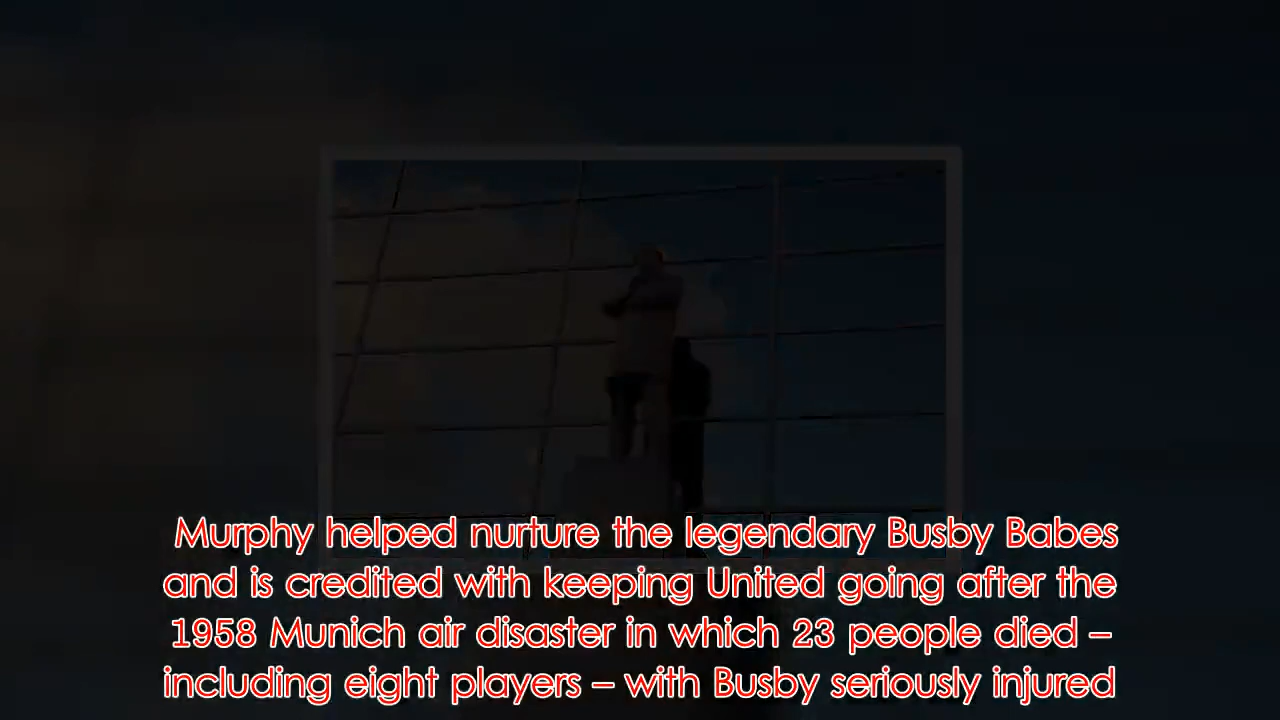 Murphy helped nurture the legendary Busby Babes
and is credited with keeping United going after the
1958 Munich air disaster in which 23 people died –
including eight players – with Busby seriously injured